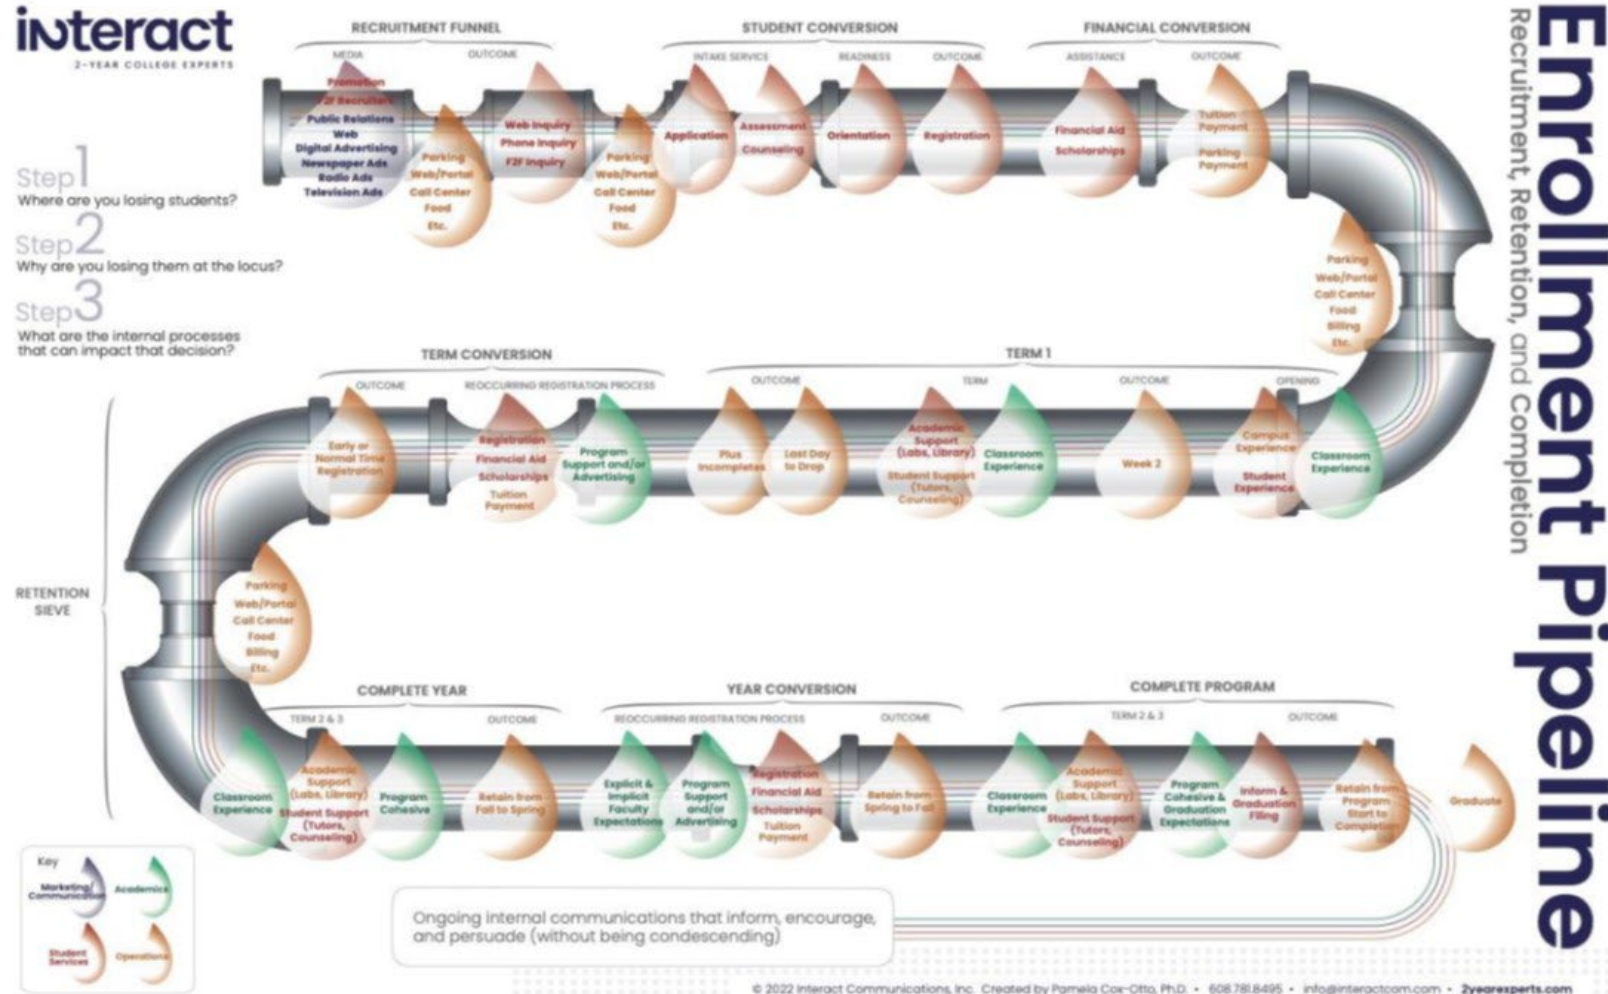 interact
2-YEAR COLLEGE EXPERTS
Enrollment Pipeline
Recruitment, Retention, and Completion
Step 1
Where are you losing students?
Step 2
Why are you losing them at the locus?
Step 3
What are the internal processes
that can impact that decision?
RECRUITMENT FUNNEL
MEDIA
OUTCOME
Promotion
F2F Recruiters
Public Relations
Web
Digital Advertising
Newspaper Ads
Radio Ads
Television Ads
Parking
Web/Portal
Call Center
Food
Etc.
Web Inquiry
Phone Inquiry
F2F Inquiry
Parking
Web/Portal
Call Center
Food
Etc.
STUDENT CONVERSION
INTAKE SERVICE
READINESS
OUTCOME
Application
Assessment
Counseling
Orientation
Registration
FINANCIAL CONVERSION
ASSISTANCE
OUTCOME
Financial Aid
Scholarships
Tuition
Payment
Parking
Payment
Parking
Web/Portal
Call Center
Food
Billing
Etc.
TERM 1
OUTCOME
TERM
OUTCOME
OPENING
Plus
Incompletes
Last Day
to Drop
Academic
Support
(Labs, Library)
Student Support
(Tutors,
Counseling)
Classroom
Experience
Week 2
Campus
Experience
Student
Experience
Classroom
Experience
TERM CONVERSION
OUTCOME
REOCCURRING REGISTRATION PROCESS
Early or
Normal Time
Registration
Registration
Financial Aid
Scholarships
Tuition
Payment
Program
Support and/or
Advertising
RETENTION
SIEVE
Parking
Web/Portal
Call Center
Food
Billing
Etc.
COMPLETE YEAR
TERM 2 & 3
OUTCOME
Classroom
Experience
Academic
Support
(Labs, Library)
Student Support
(Tutors,
Counseling)
Program
Cohesive
Retain from
Fall to Spring
YEAR CONVERSION
REOCCURRING REGISTRATION PROCESS
OUTCOME
Explicit &
Implicit
Faculty
Expectations
Program
Support
and/or
Advertising
Registration
Financial Aid
Scholarships
Tuition
Payment
Retain from
Spring to Fall
COMPLETE PROGRAM
TERM 2 & 3
OUTCOME
Classroom
Experience
Academic
Support
(Labs, Library)
Student Support
(Tutors,
Counseling)
Program
Cohesive &
Graduation
Expectations
Inform &
Graduation
Filing
Retain from
Program
Start to
Completion
Graduate
Key
Marketing/
Communication
Academics
Student
Services
Operations
Ongoing internal communications that inform, encourage,
and persuade (without being condescending)
© 2022 Interact Communications, Inc. Created by Pamela Cox-Otto, Ph.D. • 608.781.8495 • info@interactcom.com • 2yearexperts.com